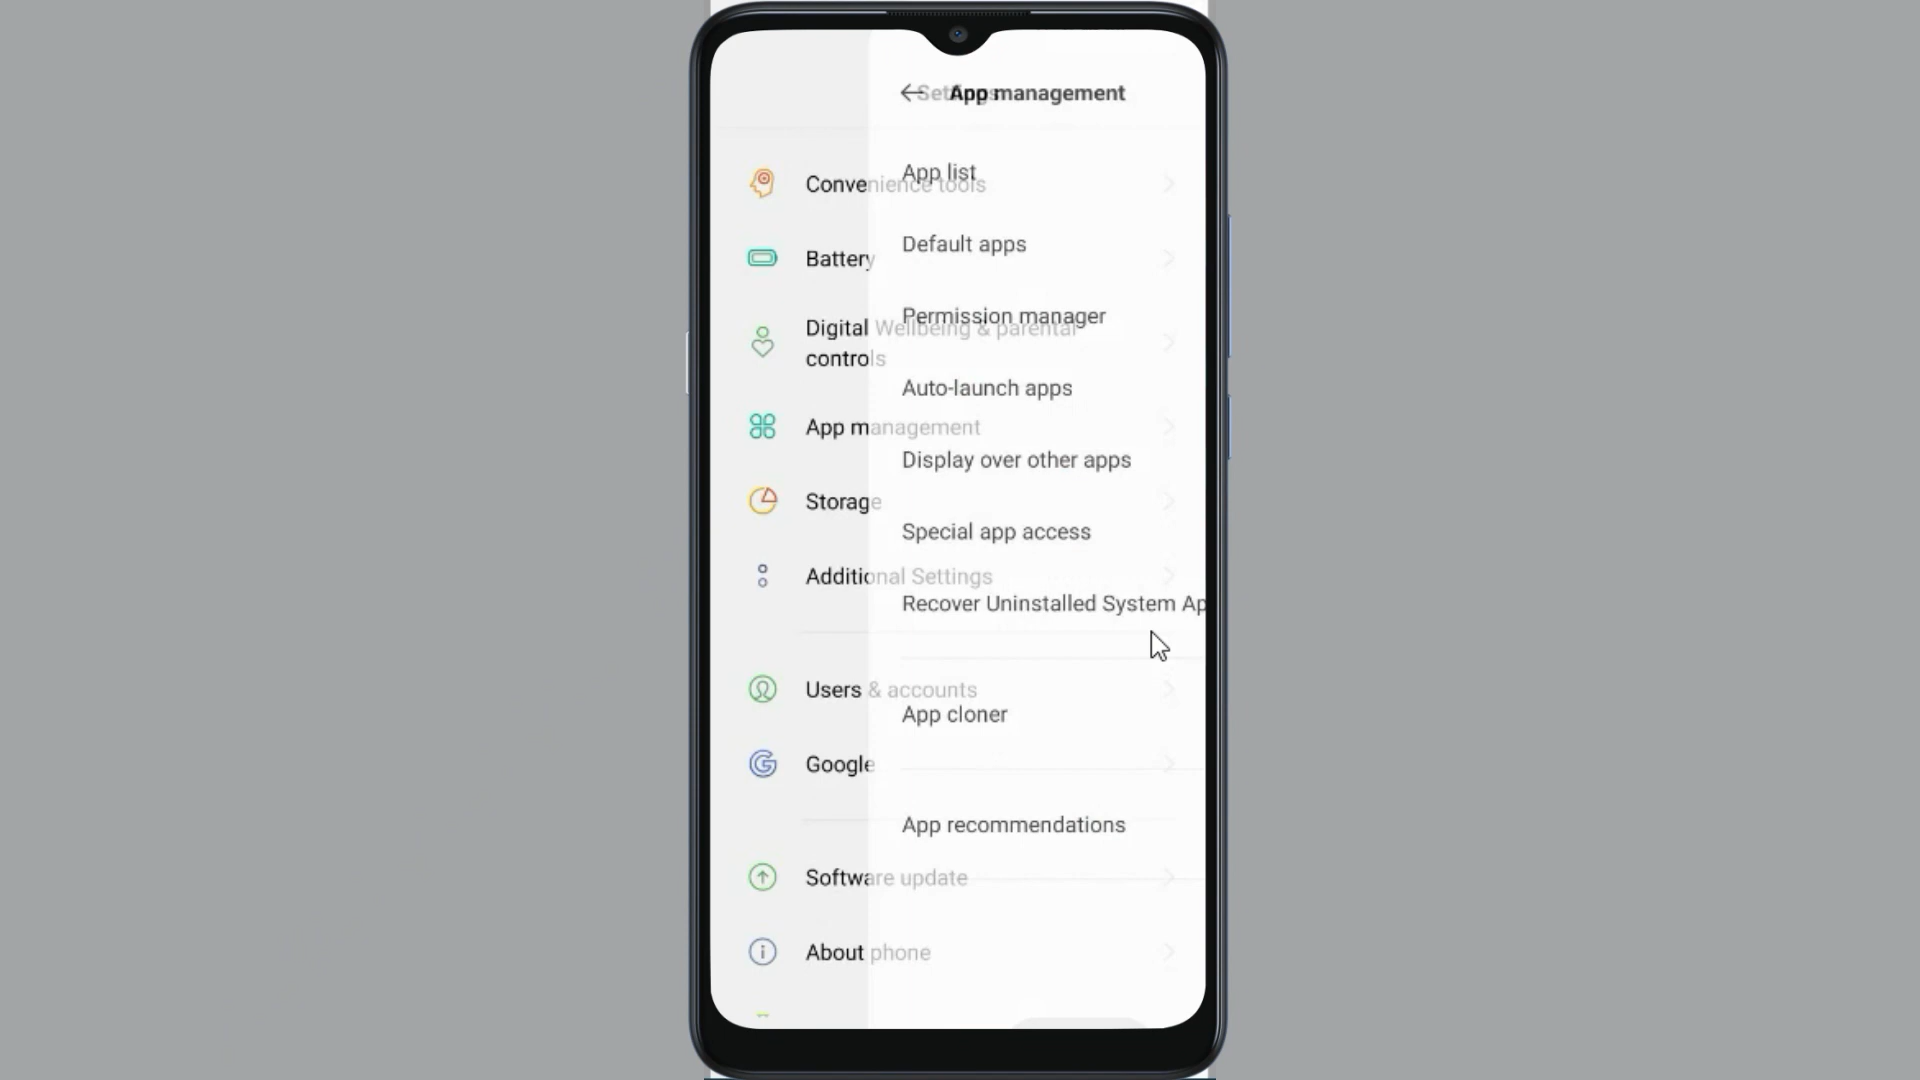 Settings
App management
Convenience tools
Battery
Digital Wellbeing & parental
controls
App management
Storage
Additional Settings
Users & accounts
Google
Software update
About phone
App list
Default apps
Permission manager
Auto-launch apps
Display over other apps
Special app access
Recover Uninstalled System Ap
App cloner
App recommendations